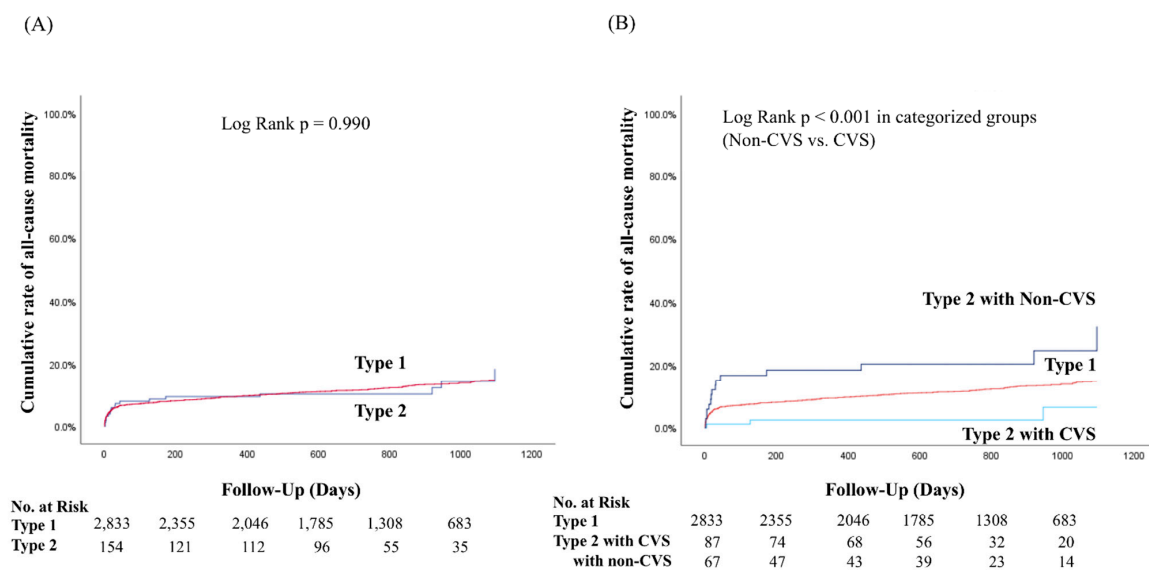 (A)
Cumulative rate of all-cause mortality
Log Rank p = 0.990
100.0%
80.0%
60.0%
40.0%
20.0%
0.0%
Type 1
Type 2
0 200 400 600 800 1000 1200
Follow-Up (Days)
No. at Risk
Type 1 2,833 2,355 2,046 1,785 1,308 683
Type 2 154 121 112 96 55 35
(B)
Cumulative rate of all-cause mortality
Log Rank p < 0.001 in categorized groups
(Non-CVS vs. CVS)
100.0%
80.0%
60.0%
40.0%
20.0%
0.0%
Type 2 with Non-CVS
Type 1
Type 2 with CVS
0 200 400 600 800 1000 1200
Follow-Up (Days)
No. at Risk
Type 1 2833 2355 2046 1785 1308 683
Type 2 with CVS 87 74 68 56 32 20
with non-CVS 67 47 43 39 23 14